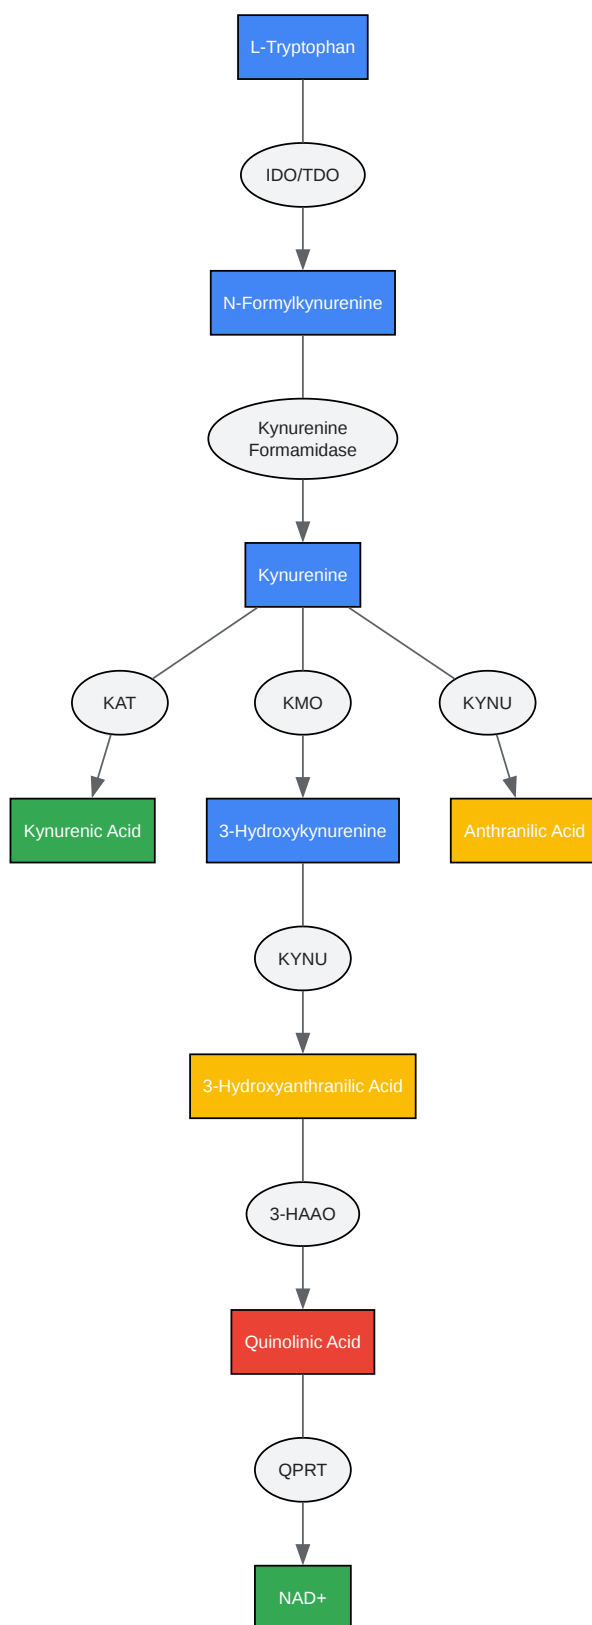 L-Tryptophan
IDO/TDO
N-Formylkynurenine
Kynurenine
Formamidase
Kynurenine
KAT
KMO
KYNU
Kynurenic Acid
3-Hydroxykynurenine
Anthranilic Acid
KYNU
3-Hydroxyanthranilic Acid
3-HAAO
Quinolinic Acid
QPRT
NAD+